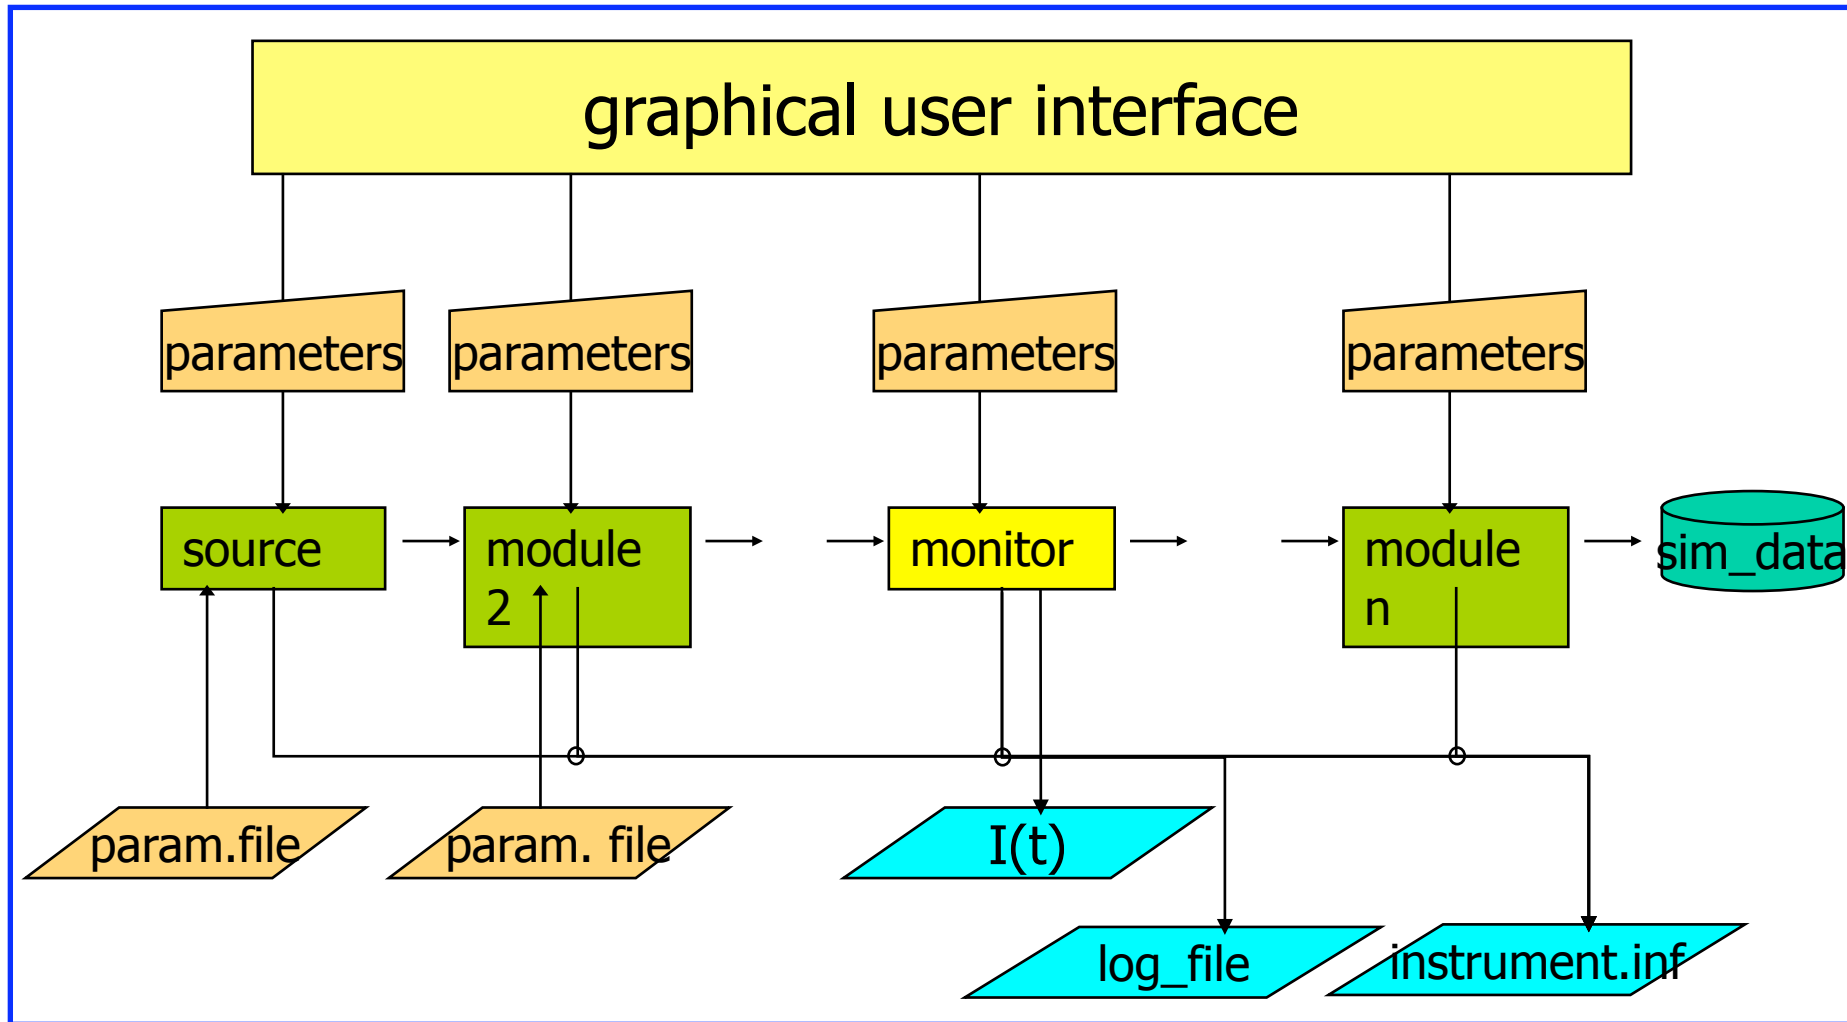 graphical user interface
parameters
parameters
parameters
parameters
source
module
2
monitor
module
n
sim_data
param.file
param. file
I(t)
log_file
instrument.inf